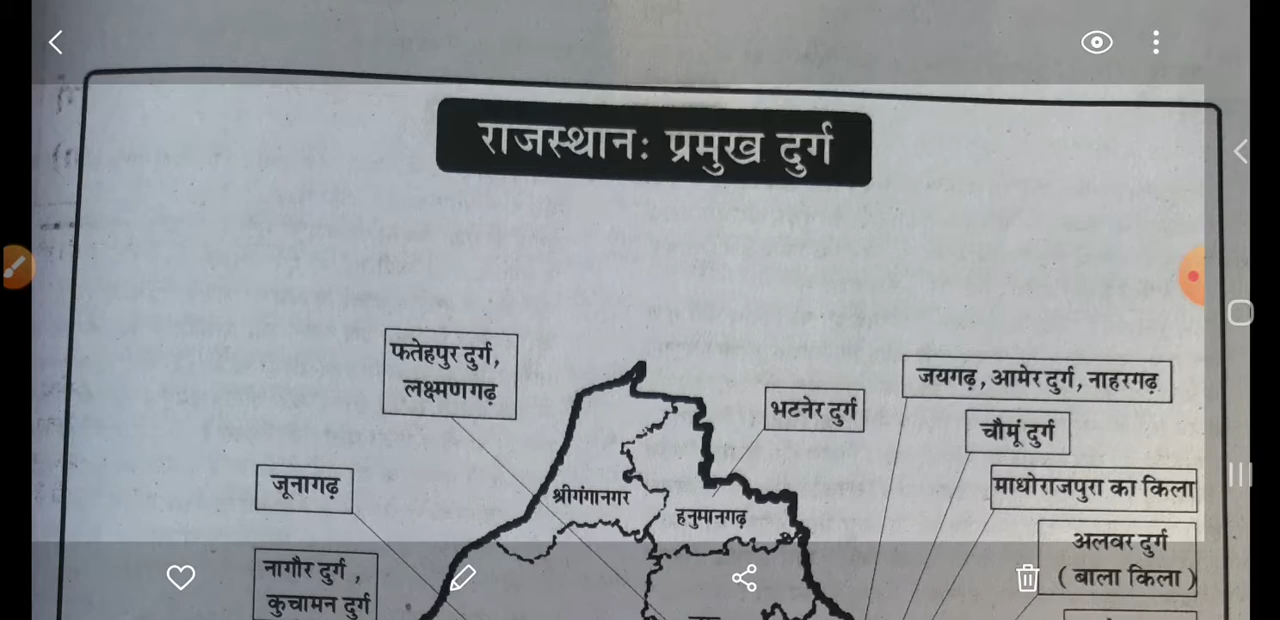 राजस्थानः प्रमुख दुर्ग
फतेहपुर दुर्ग,
लक्ष्मणगढ़
जयगढ़, आमेर दुर्ग, नाहरगढ़
भटनेर दुर्ग
चौमूं दुर्ग
जूनागढ़
श्रीगंगानगर
हनुमानगढ़
माधोराजपुरा का किला
अलवर दुर्ग
( बाला किला )
नागौर दुर्ग ,
कुचामन दुर्ग